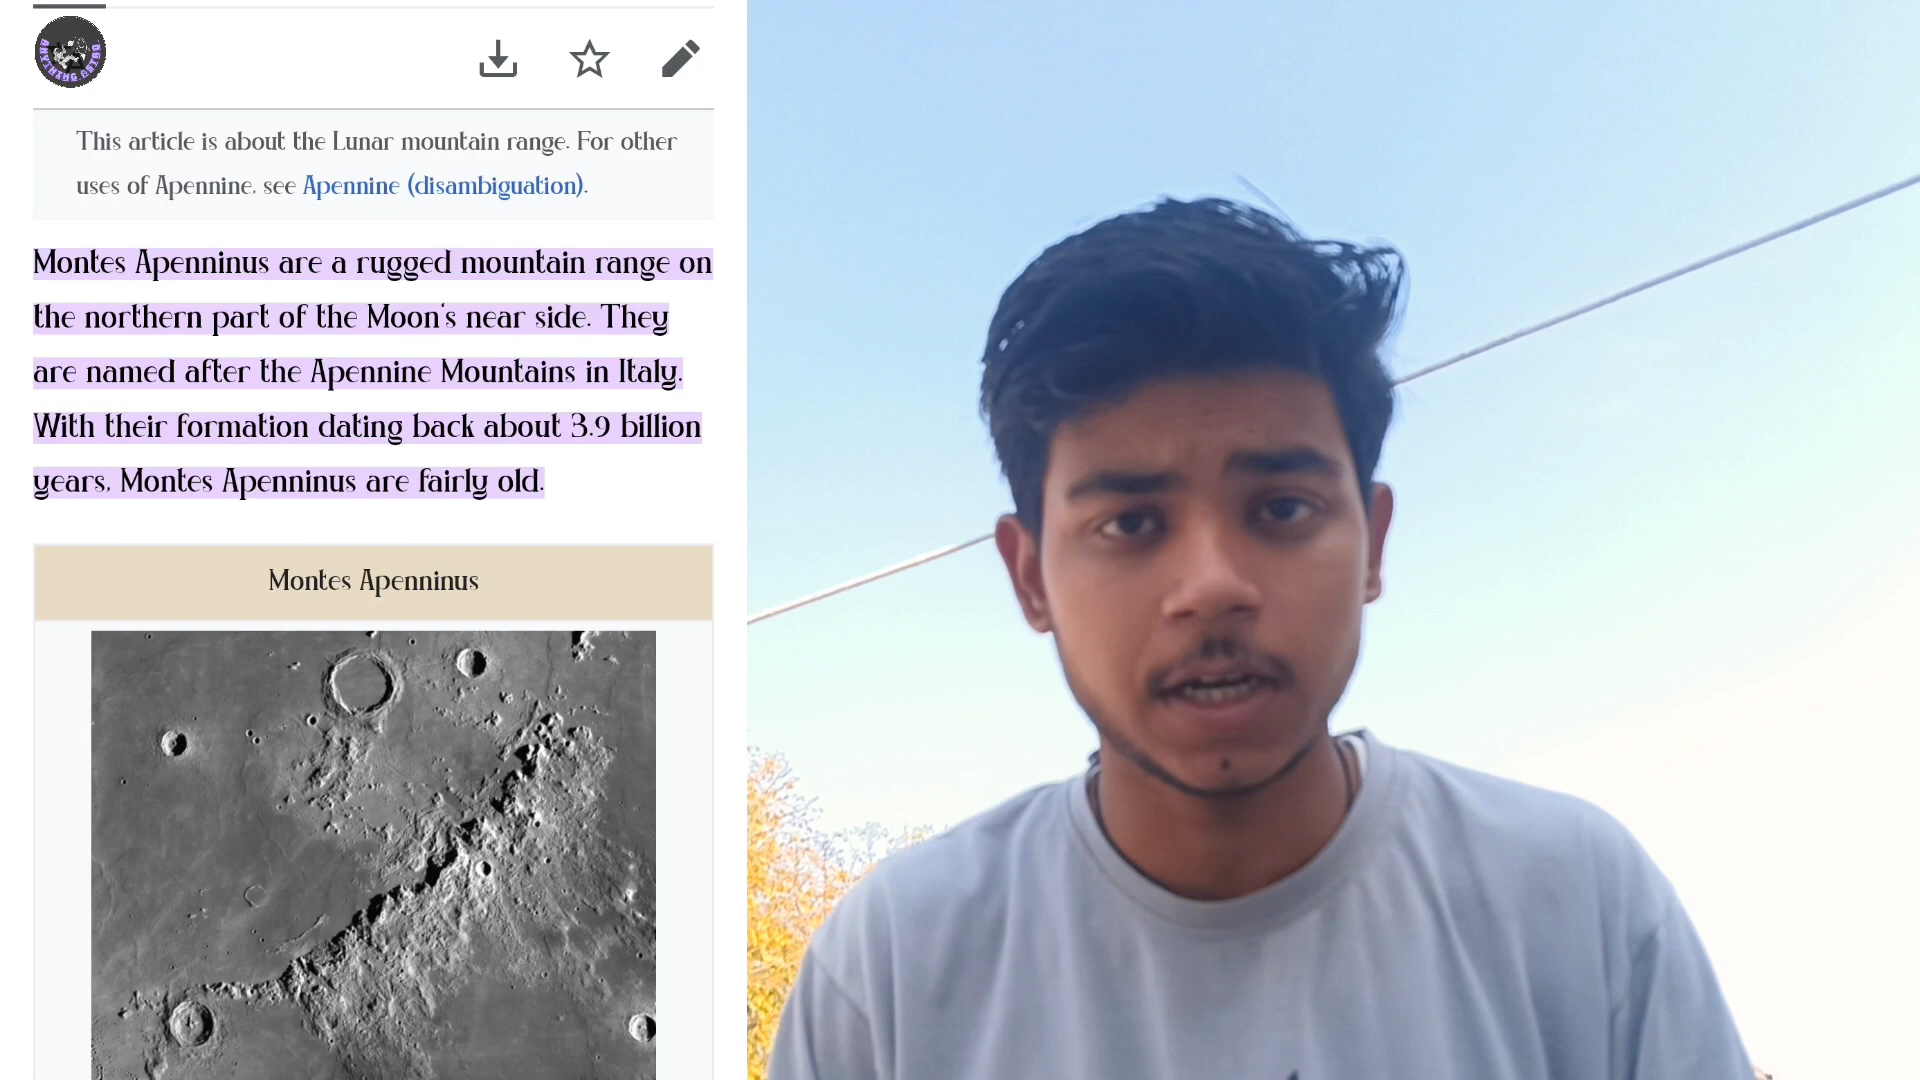 ANYTHING ASTRO
This article is about the Lunar mountain range. For other
uses of Apennine, see Apennine (disambiguation).
Montes Apenninus are a rugged mountain range on
the northern part of the Moon's near side. They
are named after the Apennine Mountains in Italy.
With their formation dating back about 3.9 billion
years, Montes Apenninus are fairly old.
Montes Apenninus